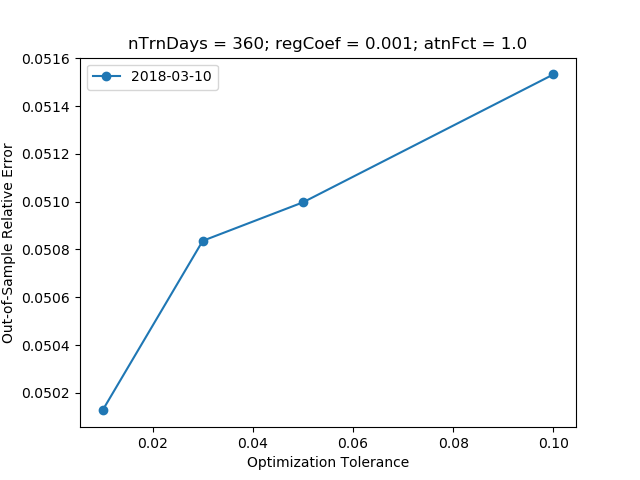 nTrnDays = 360; regCoef = 0.001; atnFct = 1.0
2018-03-10
Out-of-Sample Relative Error
0.0516
0.0514
0.0512
0.0510
0.0508
0.0506
0.0504
0.0502
0.02 0.04 0.06 0.08 0.10
Optimization Tolerance